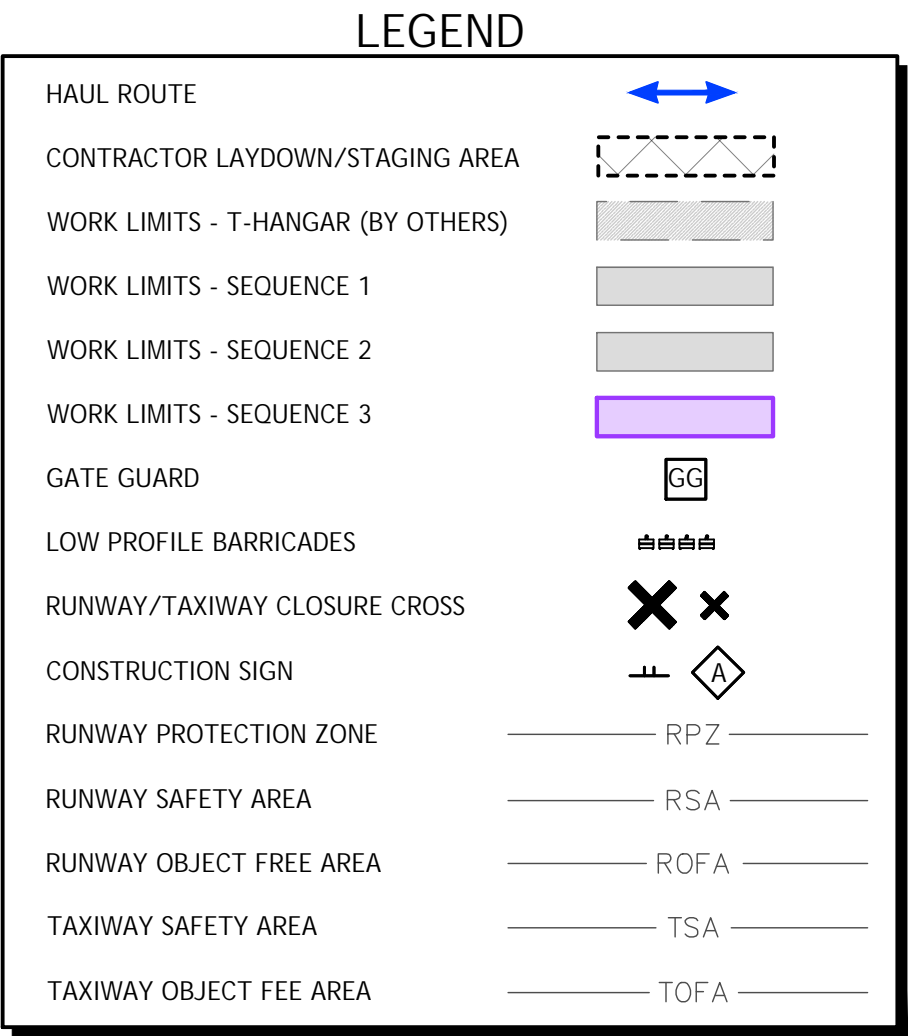 LEGEND
HAUL ROUTE
CONTRACTOR LAYDOWN/STAGING AREA
WORK LIMITS - T-HANGAR (BY OTHERS)
WORK LIMITS - SEQUENCE 1
WORK LIMITS - SEQUENCE 2
WORK LIMITS - SEQUENCE 3
GATE GUARD GG
LOW PROFILE BARRICADES
RUNWAY/TAXIWAY CLOSURE CROSS
CONSTRUCTION SIGN A
RUNWAY PROTECTION ZONE RPZ
RUNWAY SAFETY AREA RSA
RUNWAY OBJECT FREE AREA ROFA
TAXIWAY SAFETY AREA TSA
TAXIWAY OBJECT FEE AREA TOFA